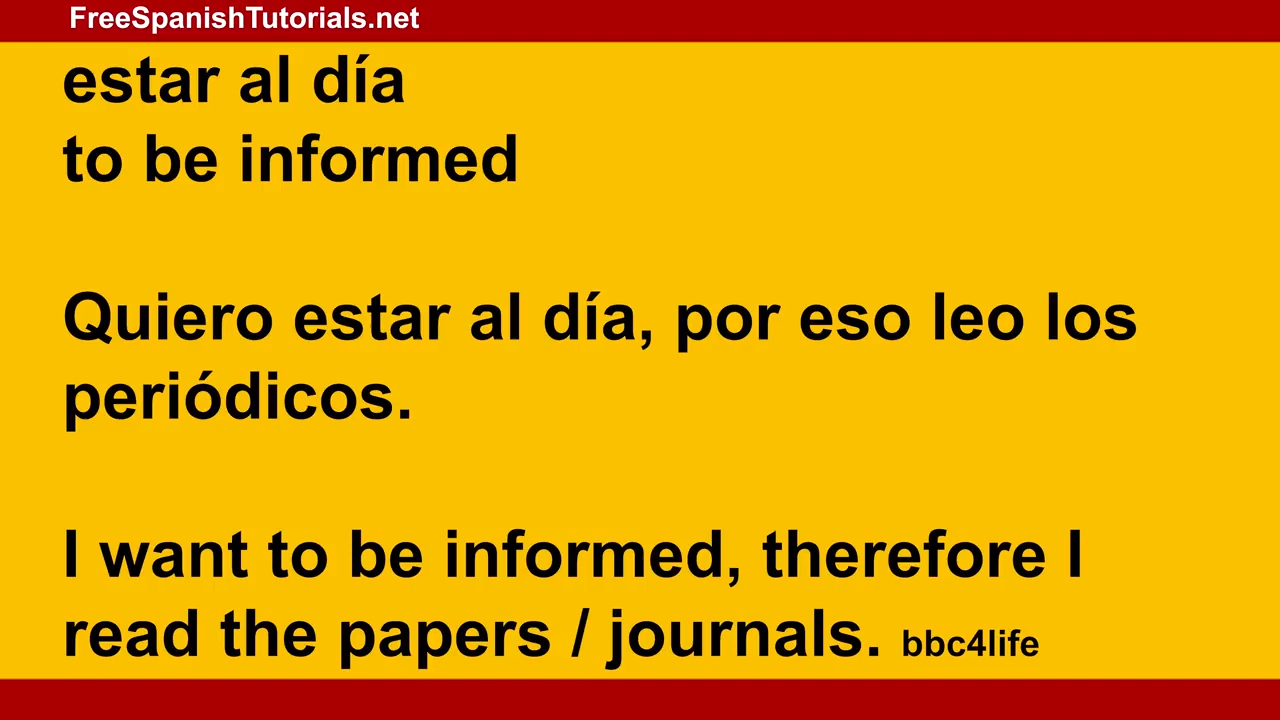 FreeSpanishTutorials.net
estar al día
to be informed
Quiero estar al día, por eso leo los
periódicos.
I want to be informed, therefore I
read the papers / journals. bbc4life